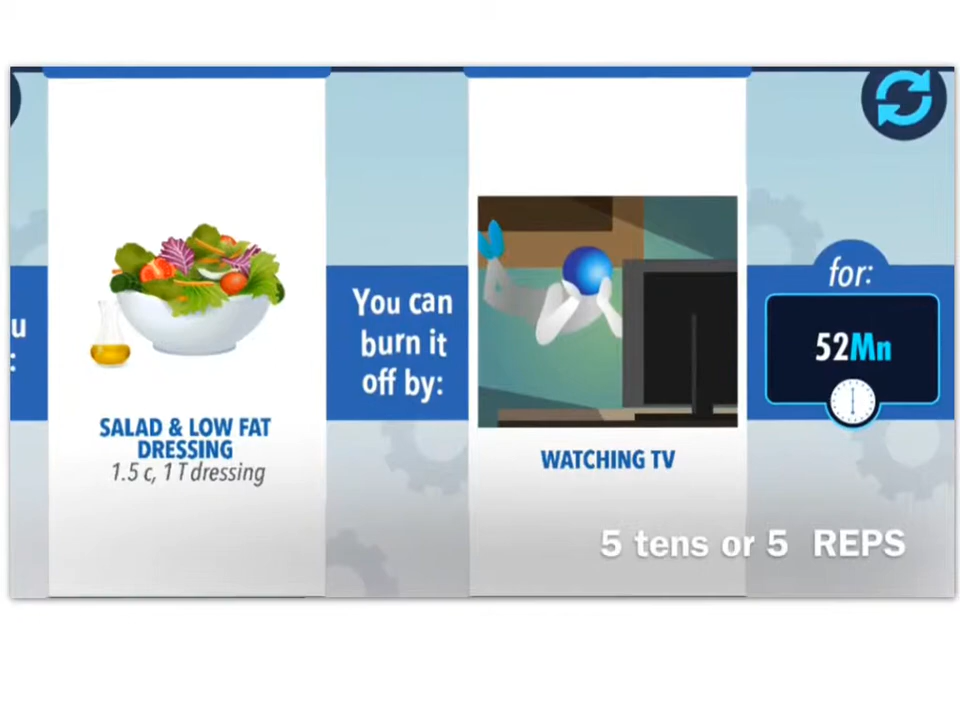 u
:
SALAD & LOW FAT
DRESSING
1.5 c, 1 T dressing
You can
burn it
off by:
WATCHING TV
for:
52Mn
5 tens or 5 REPS